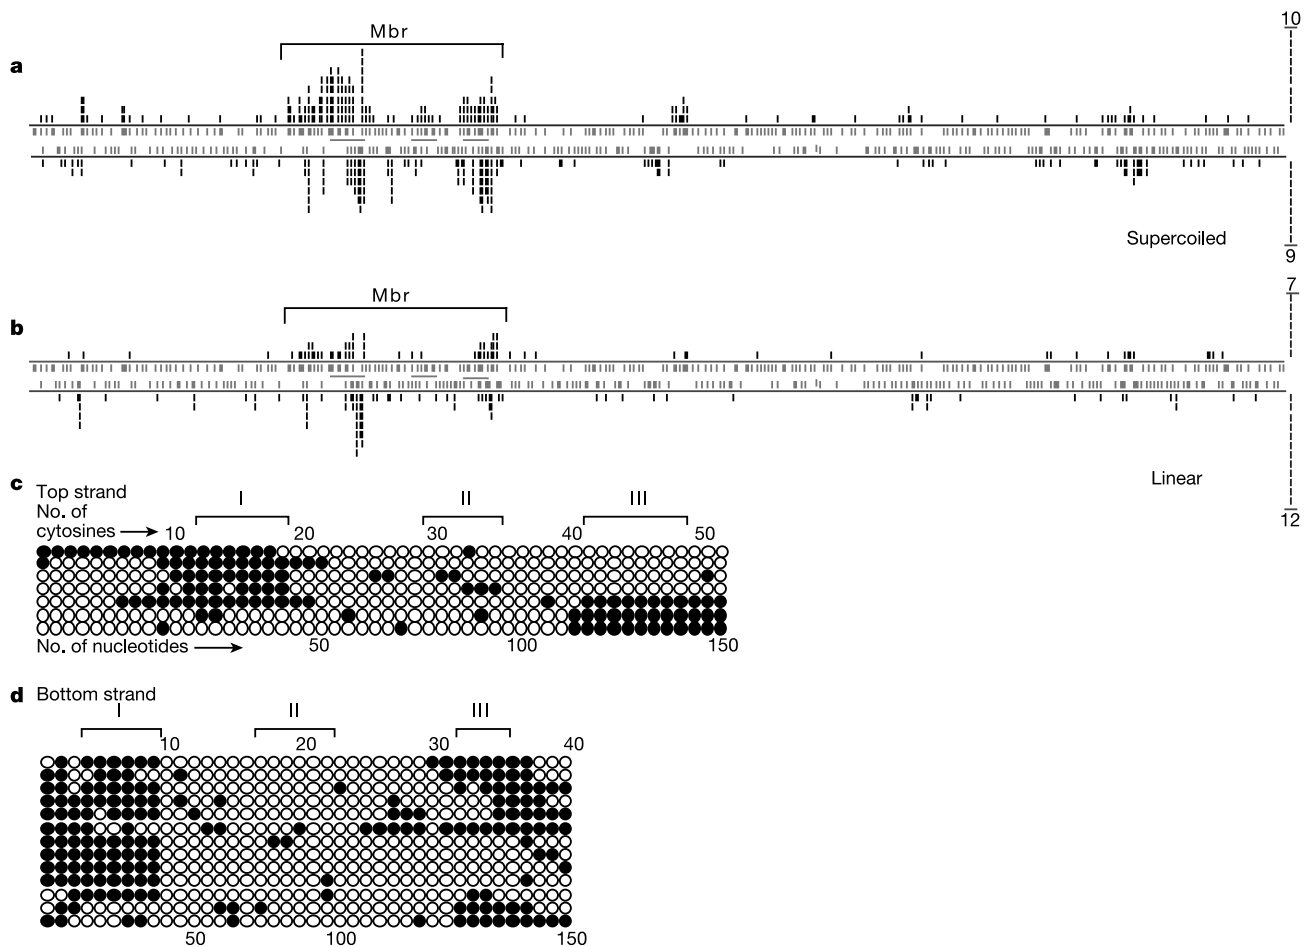 10
Mbr
a
Supercoiled
9
7
Mbr
b
Linear
12
c
Top strand
I II III
No. of
cytosines 10 20 30 40 50
No. of nucleotides 50 100 150
d Bottom strand
I II III
10 20 30 40
50 100 150